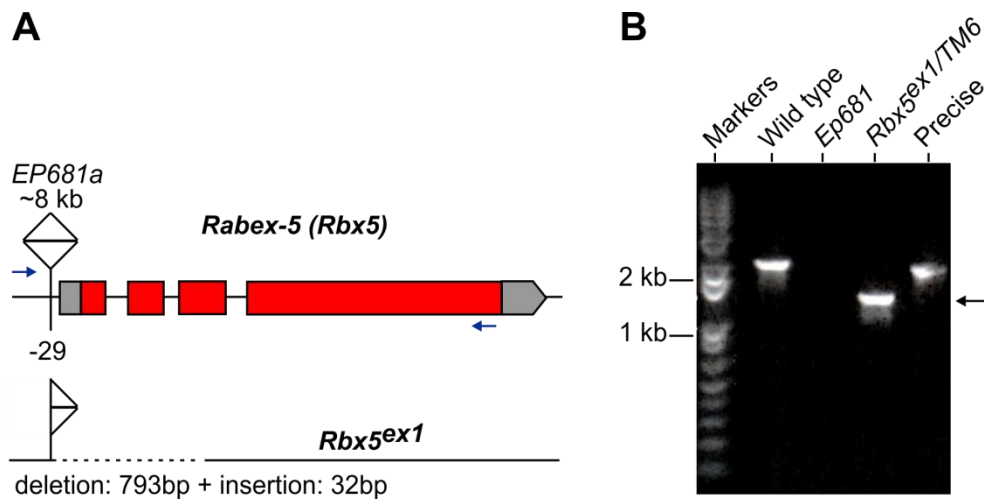 A
EP681a
~8 kb
Rabex-5 (Rbx5)
-29
Rbx5ex1
deletion: 793bp + insertion: 32bp
B
Markers
Wild type
Ep681
Rbx5ex1/TM6
Precise
2 kb
1 kb